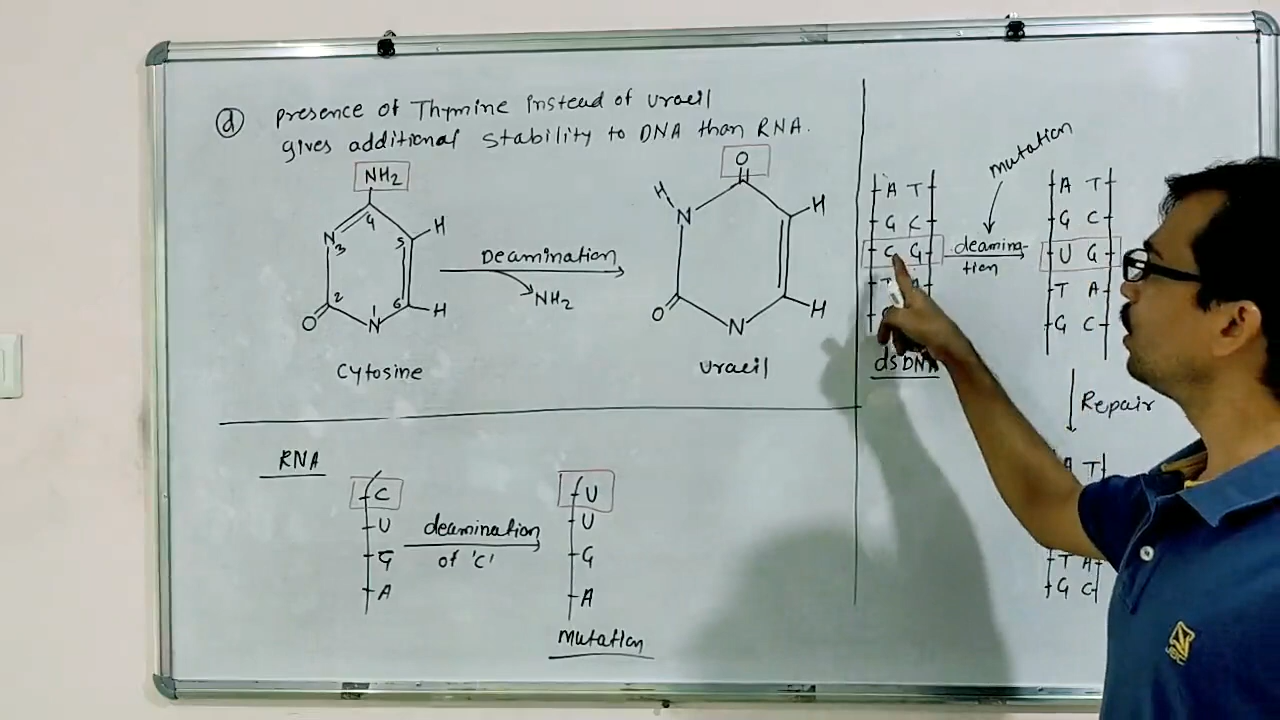 d presence of Thymine instead of Uracil
gives additional stability to DNA than RNA.
NH2
N 3
4
5
H
2
6
H
O
N
1
Cytosine
Deamination
NH2
O
H
N
H
H
O
N
Uracil
RNA
C
U
G
A
deamination
of 'C'
U
U
G
A
Mutation
A T
G C
C G
T A
dsDNA
mutation
deamina-
tion
A T
G C
U G
T A
G C
Repair
A T
T A
G C